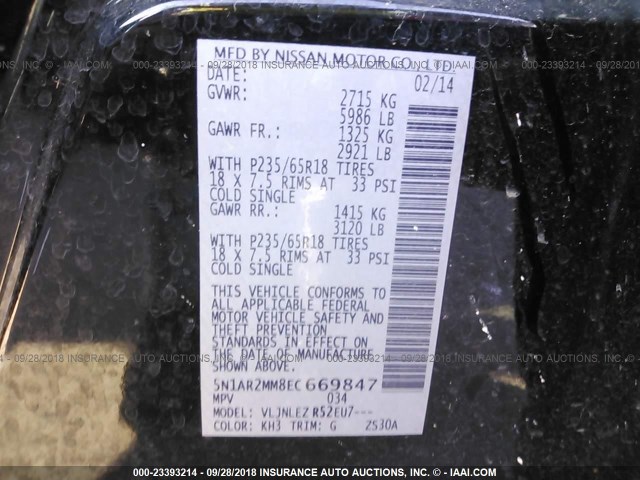 MFD BY NISSAN MOTOR CO., LTD.
DATE: 02/14
GVWR: 2715 KG
5986 LB
GAWR FR.: 1325 KG
2921 LB
WITH P235/65R18 TIRES
18 X 7.5 RIMS AT 33 PSI
COLD SINGLE
GAWR RR.: 1415 KG
3120 LB
WITH P235/65R18 TIRES
18 X 7.5 RIMS AT 33 PSI
COLD SINGLE
THIS VEHICLE CONFORMS TO
ALL APPLICABLE FEDERAL
MOTOR VEHICLE SAFETY AND
THEFT PREVENTION
STANDARDS IN EFFECT ON
THE DATE OF MANUFACTURE
SHOWN ABOVE.
5N1AR2MM8EC669847
MPV 034
MODEL: VLJNLEZ R52EU7---
COLOR: KH3 TRIM: G ZS30A
000-23393214 - 09/28/2018 INSURANCE AUTO AUCTIONS, INC. © - IAAI.COM